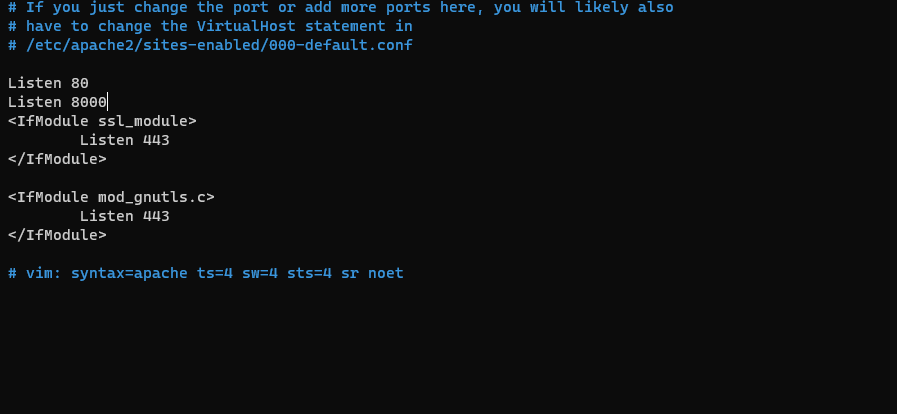 # If you just change the port or add more ports here, you will likely also
# have to change the VirtualHost statement in
# /etc/apache2/sites-enabled/000-default.conf

Listen 80
Listen 8000
<IfModule ssl_module>
        Listen 443
</IfModule>

<IfModule mod_gnutls.c>
        Listen 443
</IfModule>

# vim: syntax=apache ts=4 sw=4 sts=4 sr noet